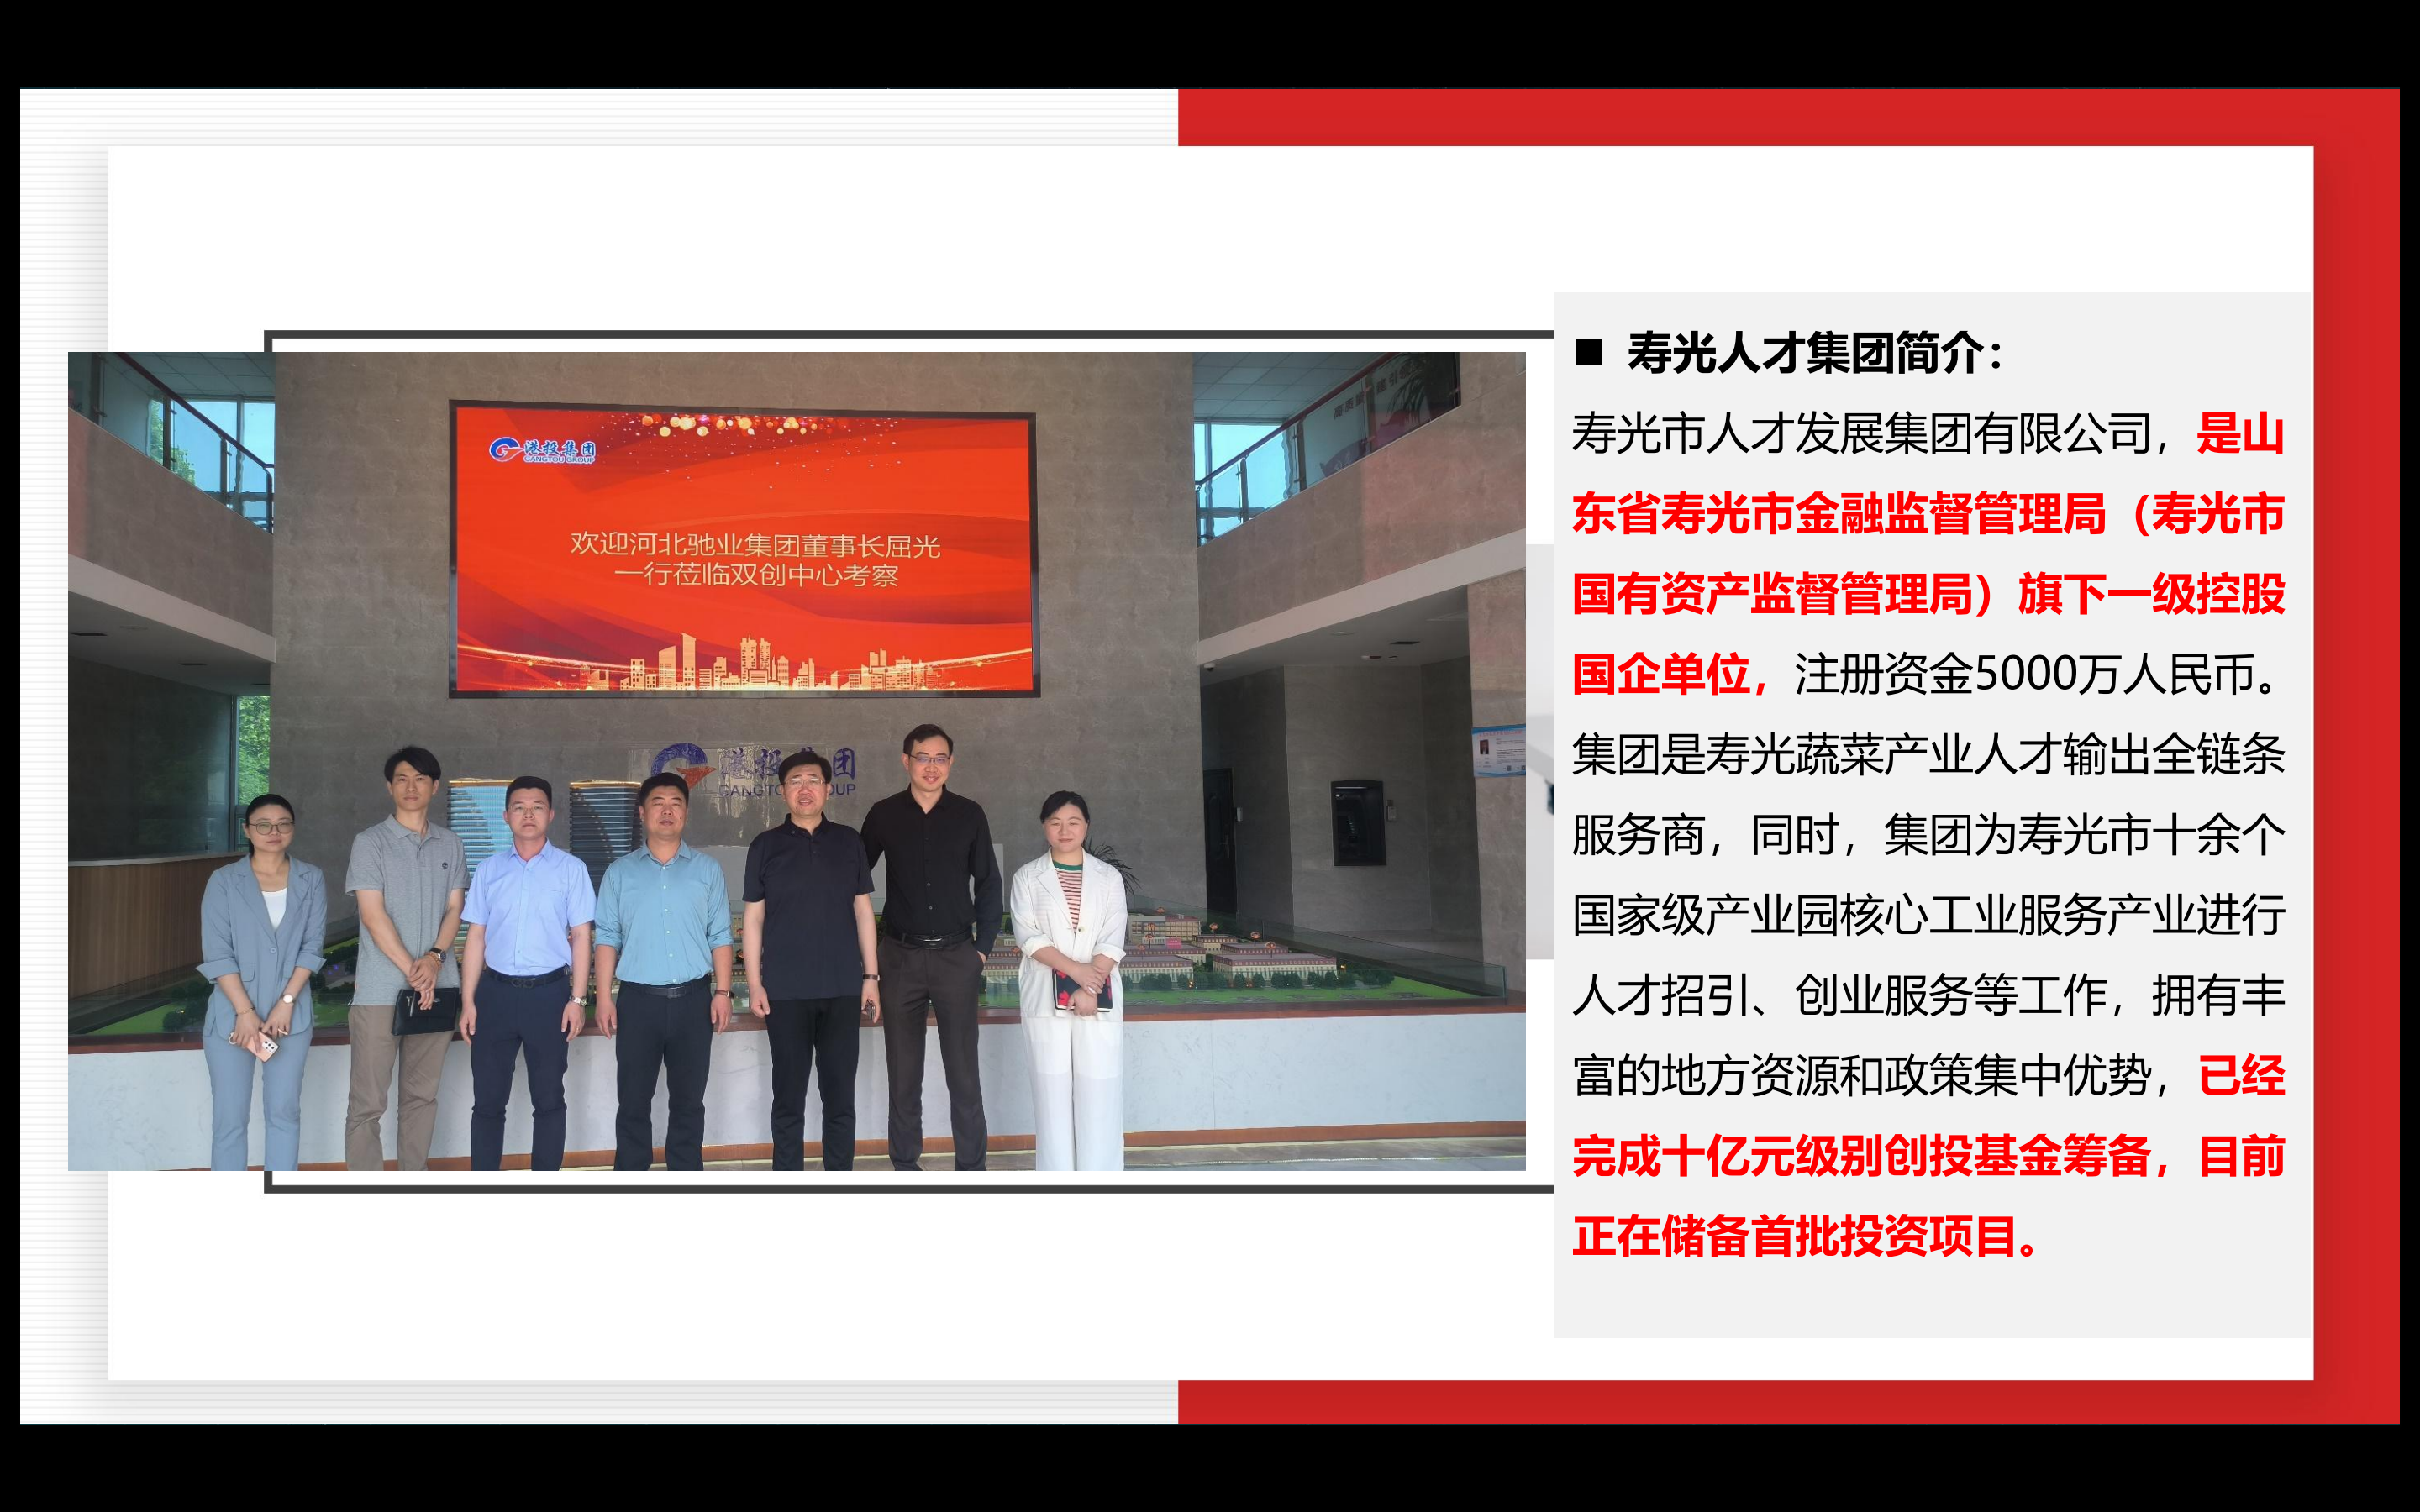 港投集团
GANGTOU GROUP
欢迎河北驰业集团董事长屈光
一行莅临双创中心考察
■ 寿光人才集团简介：
寿光市人才发展集团有限公司，是山
东省寿光市金融监督管理局（寿光市
国有资产监督管理局）旗下一级控股
国企单位，注册资金5000万人民币。
集团是寿光蔬菜产业人才输出全链条
服务商，同时，集团为寿光市十余个
国家级产业园核心工业服务产业进行
人才招引、创业服务等工作，拥有丰
富的地方资源和政策集中优势，已经
完成十亿元级别创投基金筹备，目前
正在储备首批投资项目。